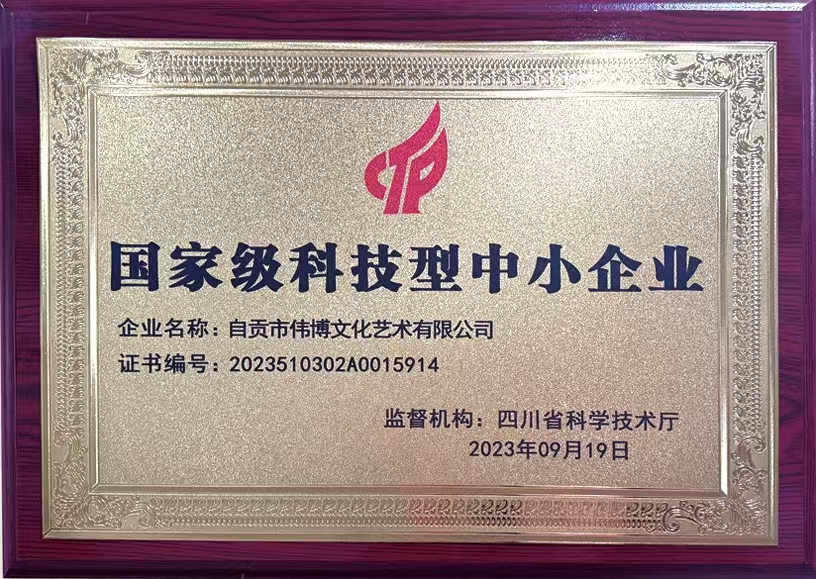 CTP
国家级科技型中小企业
企业名称：自贡市伟博文化艺术有限公司
证书编号：2023510302A0015914
监督机构：四川省科学技术厅
2023年09月19日